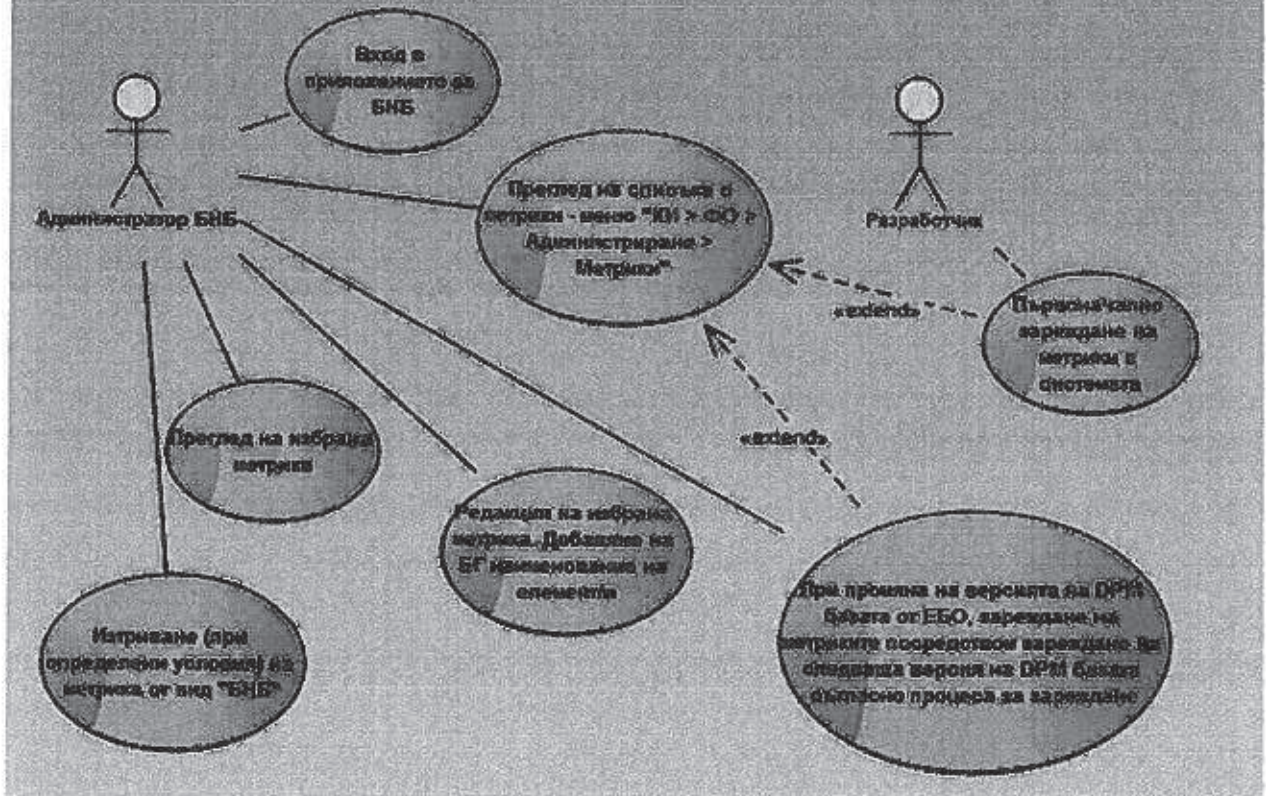 Вход в
приложението за
БНБ
Преглед на списъка с
метрики - меню "КИ > ФО >
Администриране >
Метрики"
Администратор БНБ
Разработчик
«extend»
Първоначално
зареждане на
метрики в
системата
Преглед на избрана
метрика
«extend»
Редакция на избрана
метрика. Добавяне на
БГ наименование на
елемента
При промяна на версията на DPM
базата от ЕБО, зареждане на
метриките посредством зареждане на
следваща версия на DPM базата
съгласно процеса за зареждане
Изтриване (при
определени условия) на
метрика от вид "БНБ"